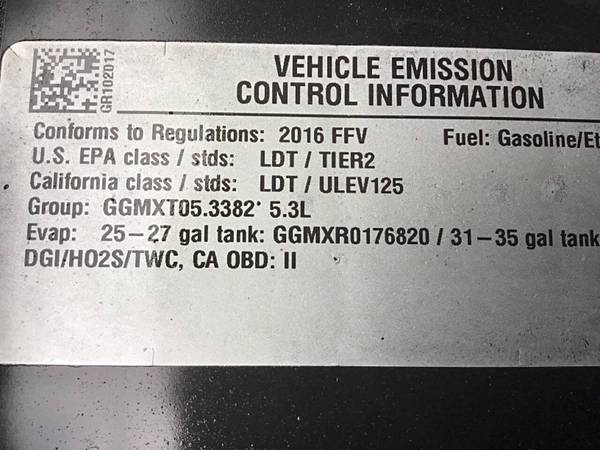 GR102017
VEHICLE EMISSION
CONTROL INFORMATION
Conforms to Regulations: 2016 FFV Fuel: Gasoline/Et
U.S. EPA class / stds: LDT / TIER2
California class / stds: LDT / ULEV125
Group: GGMXT05.3382 5.3L
Evap: 25-27 gal tank: GGMXR0176820 / 31-35 gal tank
DGI/HO2S/TWC, CA OBD: II